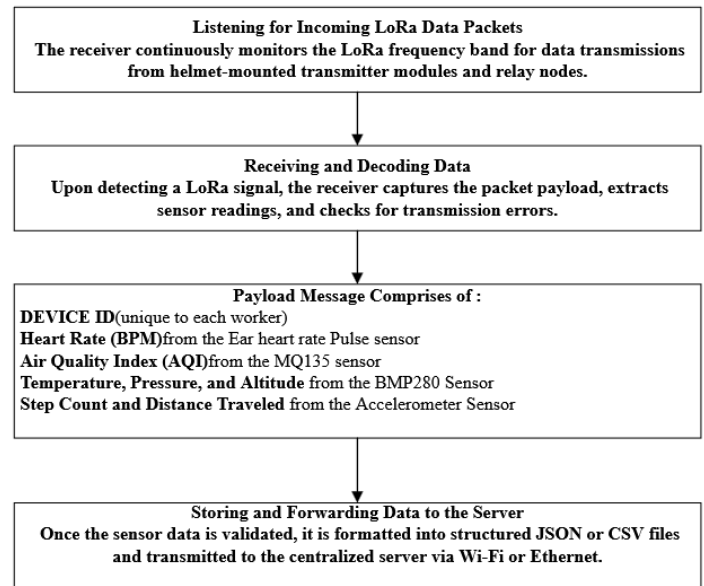 Listening for Incoming LoRa Data Packets
The receiver continuously monitors the LoRa frequency band for data transmissions
from helmet-mounted transmitter modules and relay nodes.
Receiving and Decoding Data
Upon detecting a LoRa signal, the receiver captures the packet payload, extracts
sensor readings, and checks for transmission errors.
Payload Message Comprises of :
DEVICE ID(unique to each worker)
Heart Rate (BPM)from the Ear heart rate Pulse sensor
Air Quality Index (AQI)from the MQ135 sensor
Temperature, Pressure, and Altitude from the BMP280 Sensor
Step Count and Distance Traveled from the Accelerometer Sensor
Storing and Forwarding Data to the Server
Once the sensor data is validated, it is formatted into structured JSON or CSV files
and transmitted to the centralized server via Wi-Fi or Ethernet.